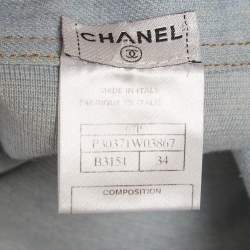 CHANEL
MADE IN ITALY
FABRIQUE EN ITALIE
P30371W03867
B3151 34
COMPOSITION